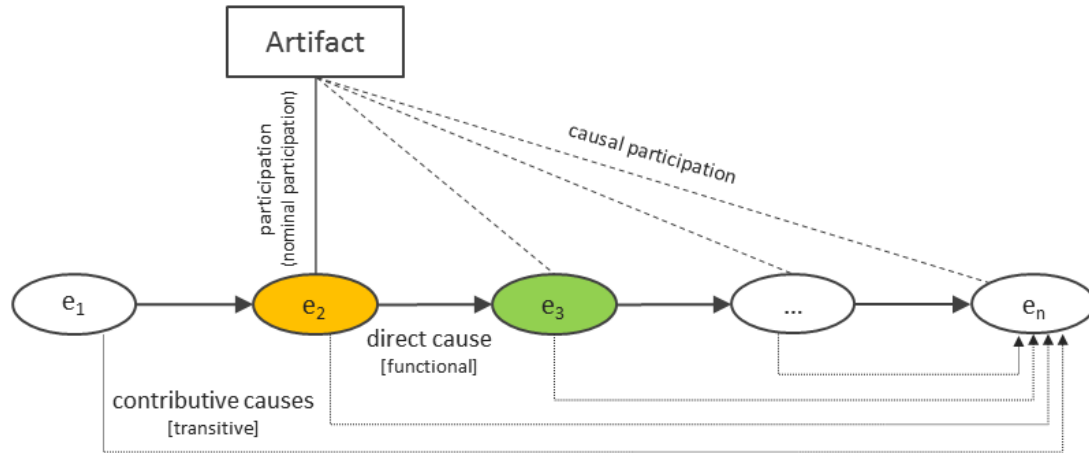 Artifact
participation
(nominal participation)
causal participation
e1
e2
e3
...
en
direct cause
[functional]
contributive causes
[transitive]